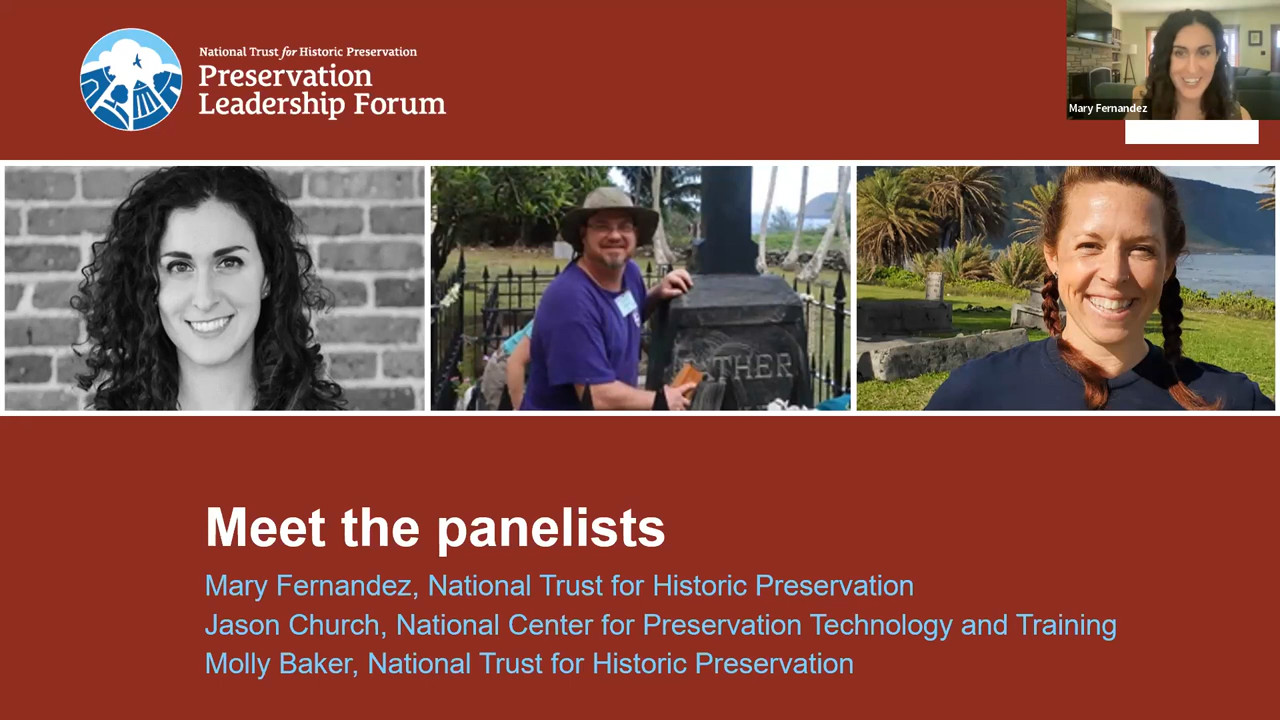 National Trust for Historic Preservation
Preservation
Leadership Forum
Mary Fernandez
THER
Meet the panelists
Mary Fernandez, National Trust for Historic Preservation
Jason Church, National Center for Preservation Technology and Training
Molly Baker, National Trust for Historic Preservation